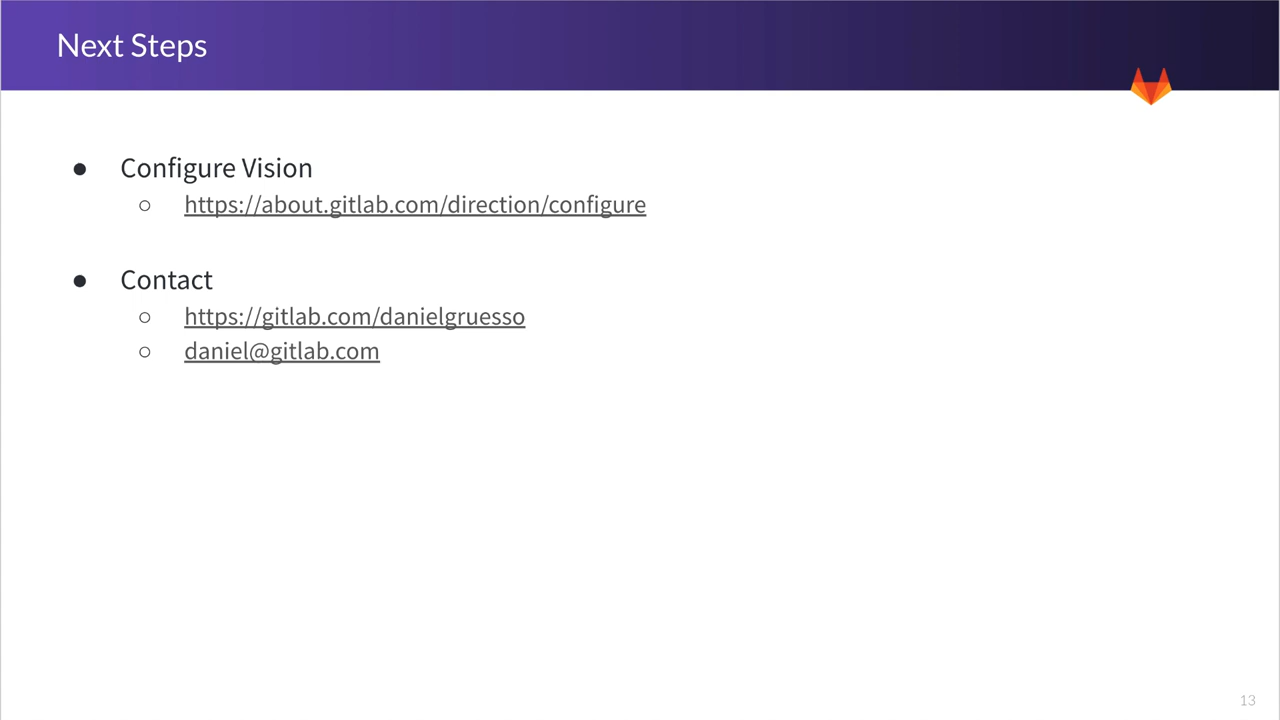 Next Steps
● Configure Vision
○ https://about.gitlab.com/direction/configure
● Contact
○ https://gitlab.com/danielgruesso
○ daniel@gitlab.com
13